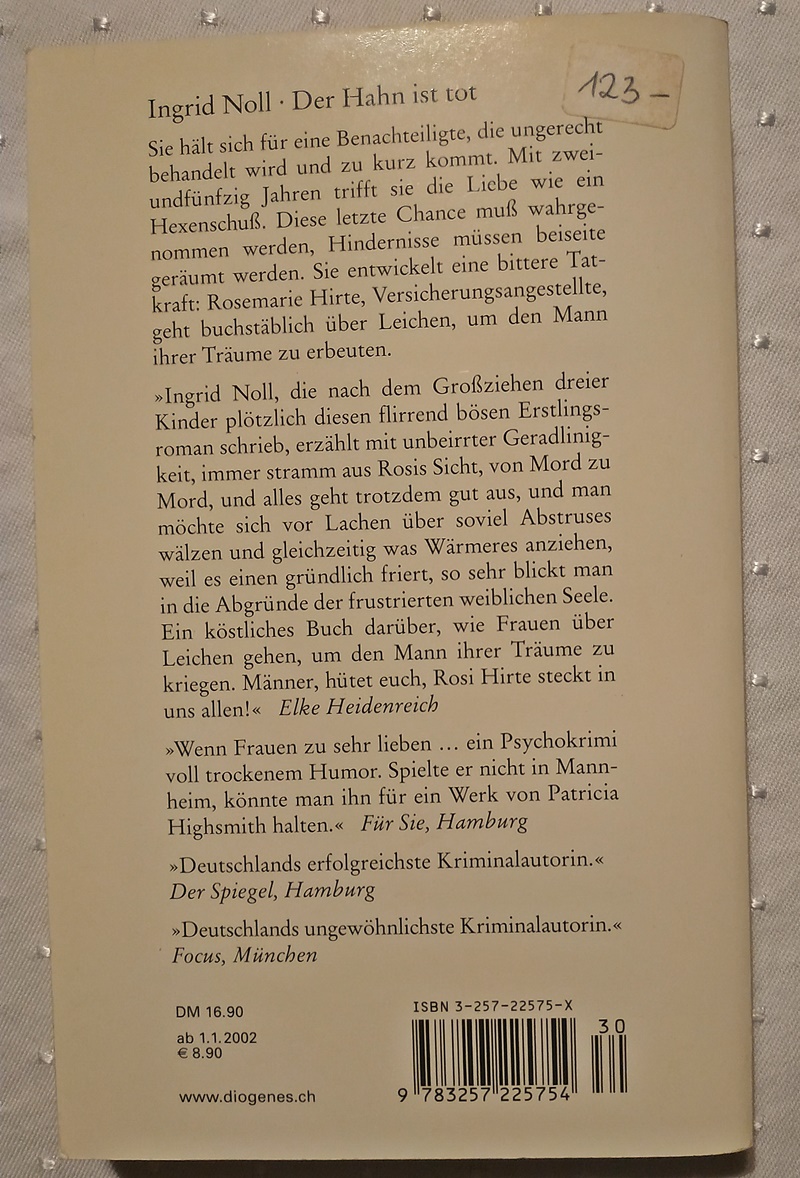 123 –
Ingrid Noll · Der Hahn ist tot
Sie hält sich für eine Benachteiligte, die ungerecht
behandelt wird und zu kurz kommt. Mit zwei-
undfünfzig Jahren trifft sie die Liebe wie ein
Hexenschuß. Diese letzte Chance muß wahrge-
nommen werden, Hindernisse müssen beiseite
geräumt werden. Sie entwickelt eine bittere Tat-
kraft: Rosemarie Hirte, Versicherungsangestellte,
geht buchstäblich über Leichen, um den Mann
ihrer Träume zu erbeuten.
»Ingrid Noll, die nach dem Großziehen dreier
Kinder plötzlich diesen flirrend bösen Erstlings-
roman schrieb, erzählt mit unbeirrter Geradlinig-
keit, immer stramm aus Rosis Sicht, von Mord zu
Mord, und alles geht trotzdem gut aus, und man
möchte sich vor Lachen über soviel Abstruses
wälzen und gleichzeitig was Wärmeres anziehen,
weil es einen gründlich friert, so sehr blickt man
in die Abgründe der frustrierten weiblichen Seele.
Ein köstliches Buch darüber, wie Frauen über
Leichen gehen, um den Mann ihrer Träume zu
kriegen. Männer, hütet euch, Rosi Hirte steckt in
uns allen!« Elke Heidenreich
»Wenn Frauen zu sehr lieben ... ein Psychokrimi
voll trockenem Humor. Spielte er nicht in Mann-
heim, könnte man ihn für ein Werk von Patricia
Highsmith halten.« Für Sie, Hamburg
»Deutschlands erfolgreichste Kriminalautorin.«
Der Spiegel, Hamburg
»Deutschlands ungewöhnlichste Kriminalautorin.«
Focus, München
DM 16.90
ab 1.1.2002
€ 8.90
www.diogenes.ch
ISBN 3-257-22575-X
30
9 783257 225754